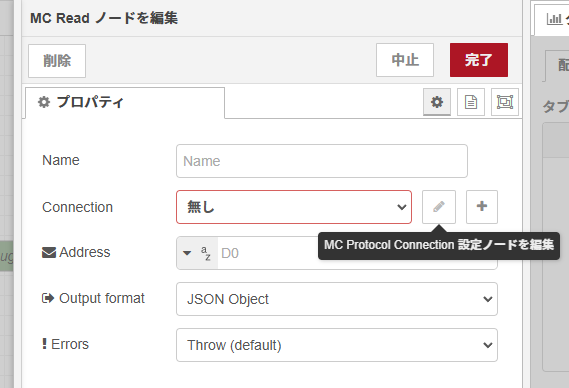 MC Read ノードを編集
削除
中止
完了
プロパティ
Name
Name
Connection
無し
MC Protocol Connection 設定ノードを編集
Address
az
D0
Output format
JSON Object
Errors
Throw (default)
タブ